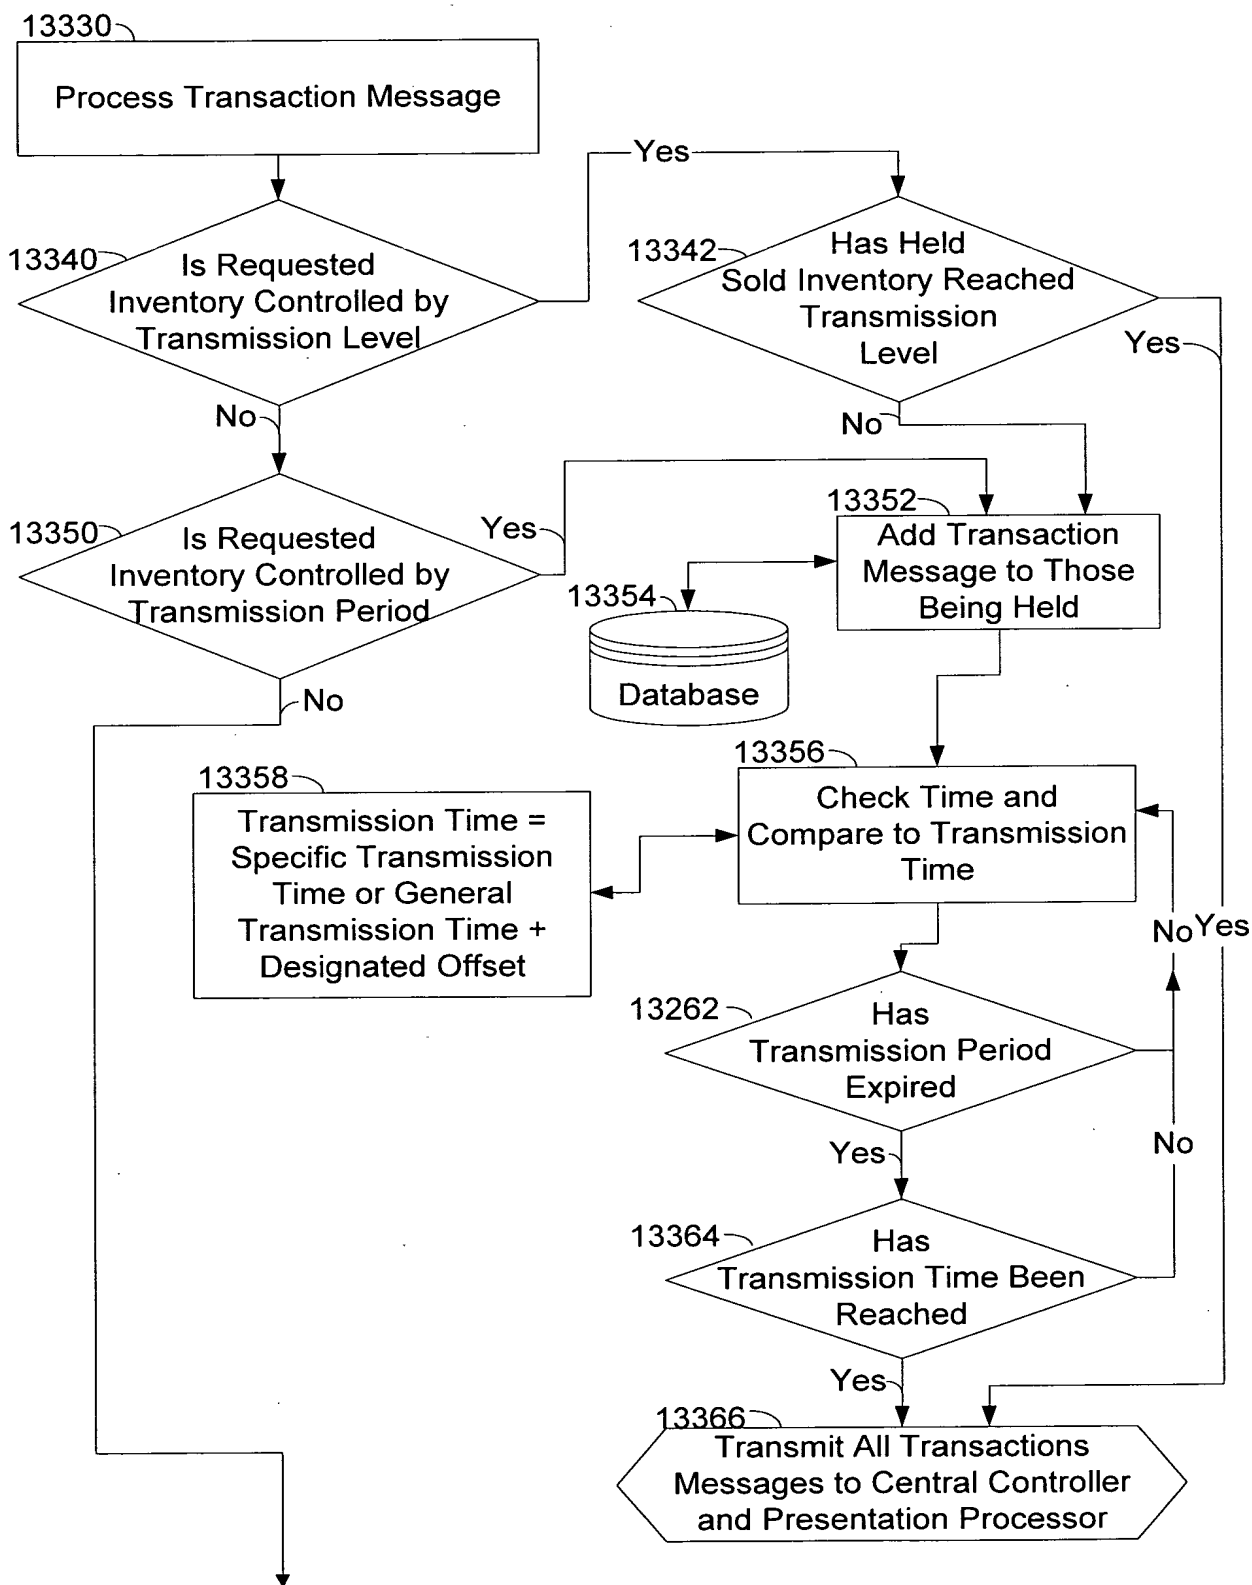 13330
Process Transaction Message
Yes
13340
Is Requested
Inventory Controlled by
Transmission Level
13342
Has Held
Sold Inventory Reached
Transmission
Level
Yes
No
No
13350
Is Requested
Inventory Controlled by
Transmission Period
Yes
13352
Add Transaction
Message to Those
Being Held
13354
Database
No
13356
Check Time and
Compare to Transmission
Time
13358
Transmission Time =
Specific Transmission
Time or General
Transmission Time +
Designated Offset
No
Yes
13262
Has
Transmission Period
Expired
Yes
No
13364
Has
Transmission Time Been
Reached
Yes
13366
Transmit All Transactions
Messages to Central Controller
and Presentation Processor